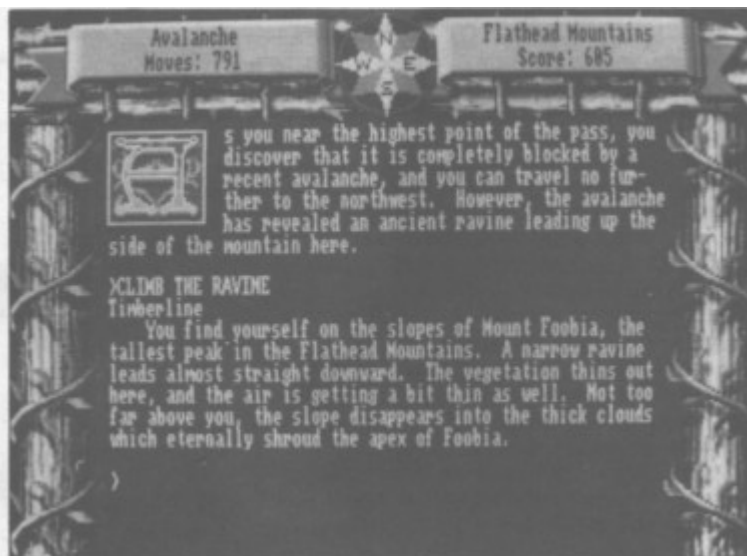 Avalanche
Moves: 791
Flathead Mountains
Score: 605
N
W E
S
As you near the highest point of the pass, you
discover that it is completely blocked by a
recent avalanche, and you can travel no fur-
ther to the northwest. However, the avalanche
has revealed an ancient ravine leading up the
side of the mountain here.
>CLIMB THE RAVINE
Timberline
You find yourself on the slopes of Mount Foobia, the
tallest peak in the Flathead Mountains. A narrow ravine
leads almost straight downward. The vegetation thins out
here, and the air is getting a bit thin as well. Not too
far above you, the slope disappears into the thick clouds
which eternally shroud the apex of Foobia.
>